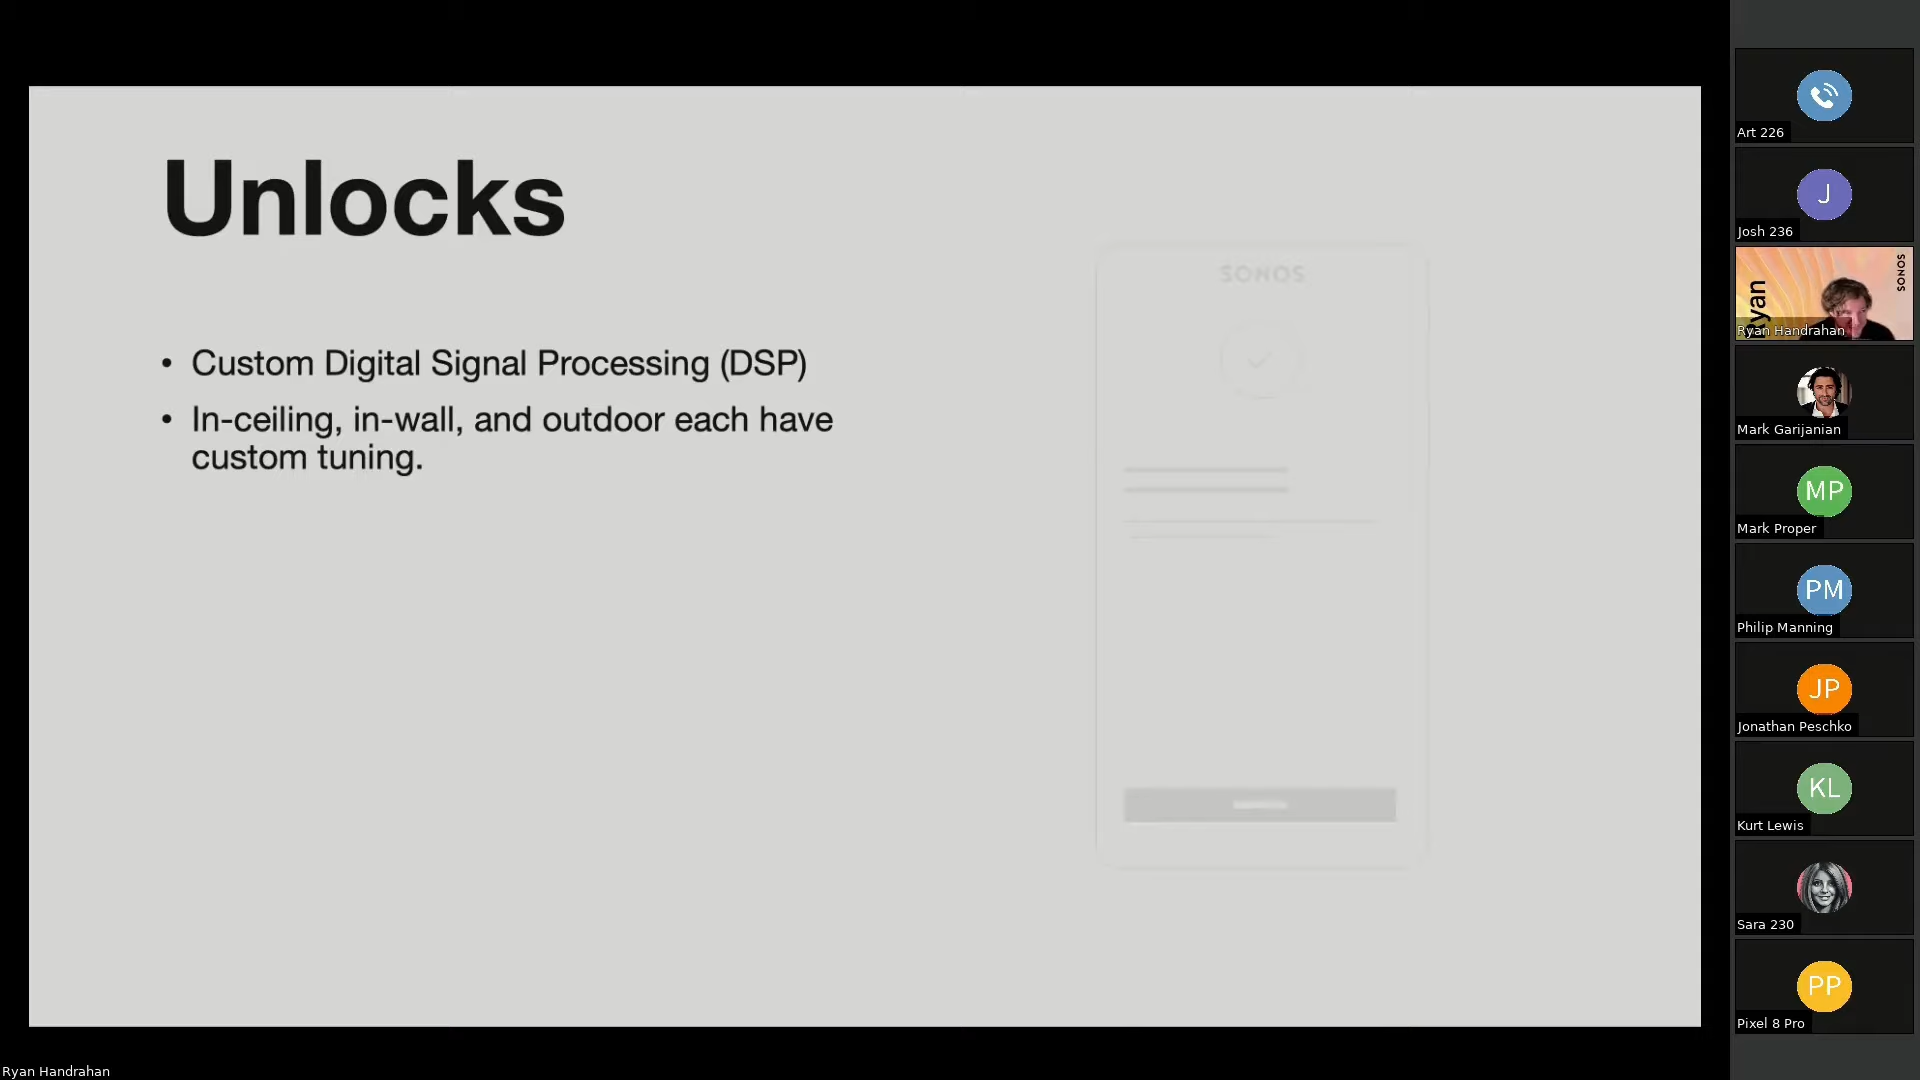 Unlocks
• Custom Digital Signal Processing (DSP)
• In-ceiling, in-wall, and outdoor each have
custom tuning.
SONOS
Art 226
J
Josh 236
Ryan
SONOS
Ryan Handrahan
Mark Garijanian
MP
Mark Proper
PM
Philip Manning
JP
Jonathan Peschko
KL
Kurt Lewis
Sara 230
PP
Pixel 8 Pro
Ryan Handrahan